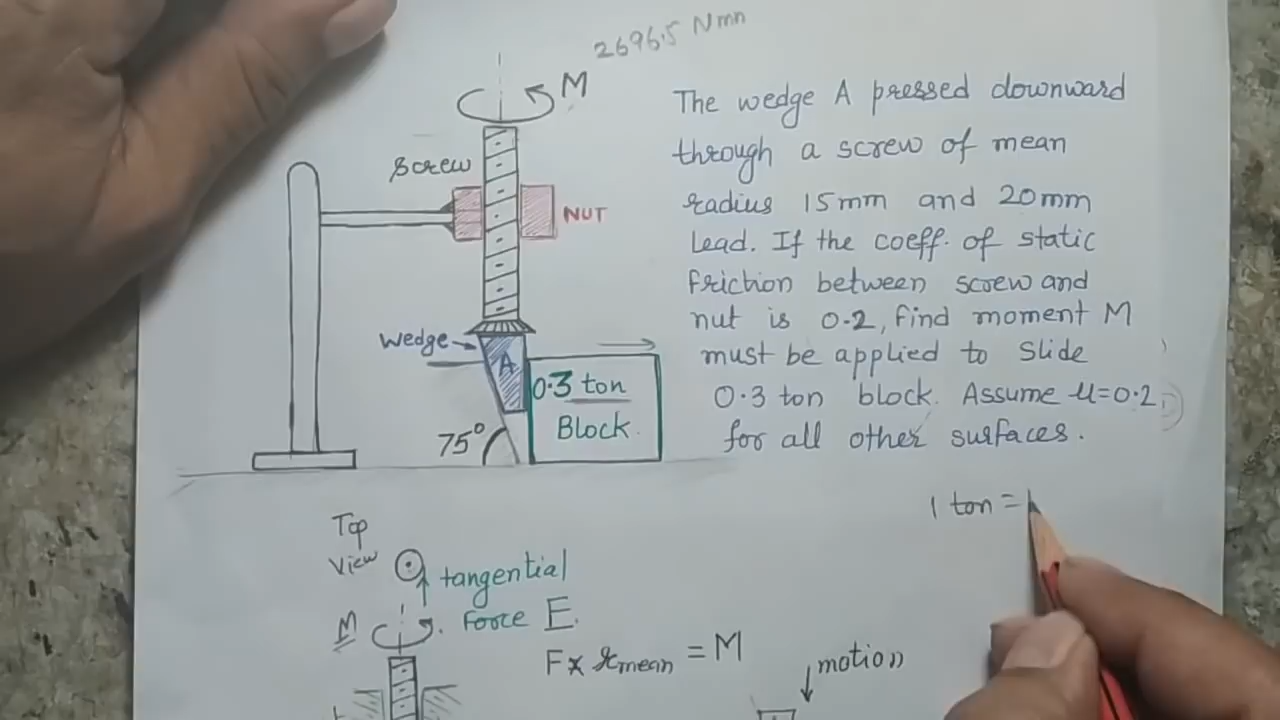 2696.5 Nmn
M
Screw
NUT
Wedge
A
0.3 ton
Block
75°
The wedge A pressed downward
through a screw of mean
radius 15mm and 20mm
Lead. If the coeff. of static
friction between screw and
nut is 0.2, find moment M
must be applied to slide
0.3 ton block. Assume μ=0.2,
for all other surfaces.
1 ton =
Top
View
tangential
Force F.
M
F× rmean = M
motion